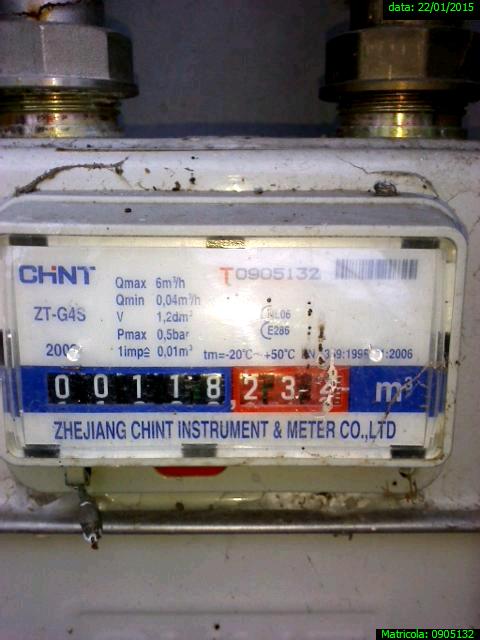 data: 22/01/2015
CHINT
T0905132
ZT-G4S
Qmax 6m³/h
Qmin 0,04m³/h
V 1,2dm³
Pmax 0,5bar
1imp≙ 0,01m³
E286
tm=-20°C~+50°C
:2006
00118,23
m³
ZHEJIANG CHINT INSTRUMENT & METER CO.,LTD
Matricola: 0905132